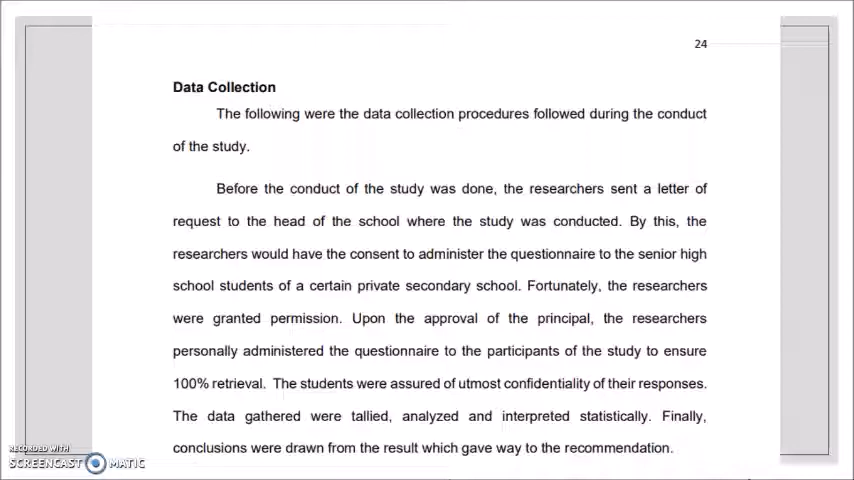 24
Data Collection
The following were the data collection procedures followed during the conduct
of the study.
Before the conduct of the study was done, the researchers sent a letter of
request to the head of the school where the study was conducted. By this, the
researchers would have the consent to administer the questionnaire to the senior high
school students of a certain private secondary school. Fortunately, the researchers
were granted permission. Upon the approval of the principal, the researchers
personally administered the questionnaire to the participants of the study to ensure
100% retrieval. The students were assured of utmost confidentiality of their responses.
The data gathered were tallied, analyzed and interpreted statistically. Finally,
conclusions were drawn from the result which gave way to the recommendation.
RECORDED WITH
SCREENCAST MATIC